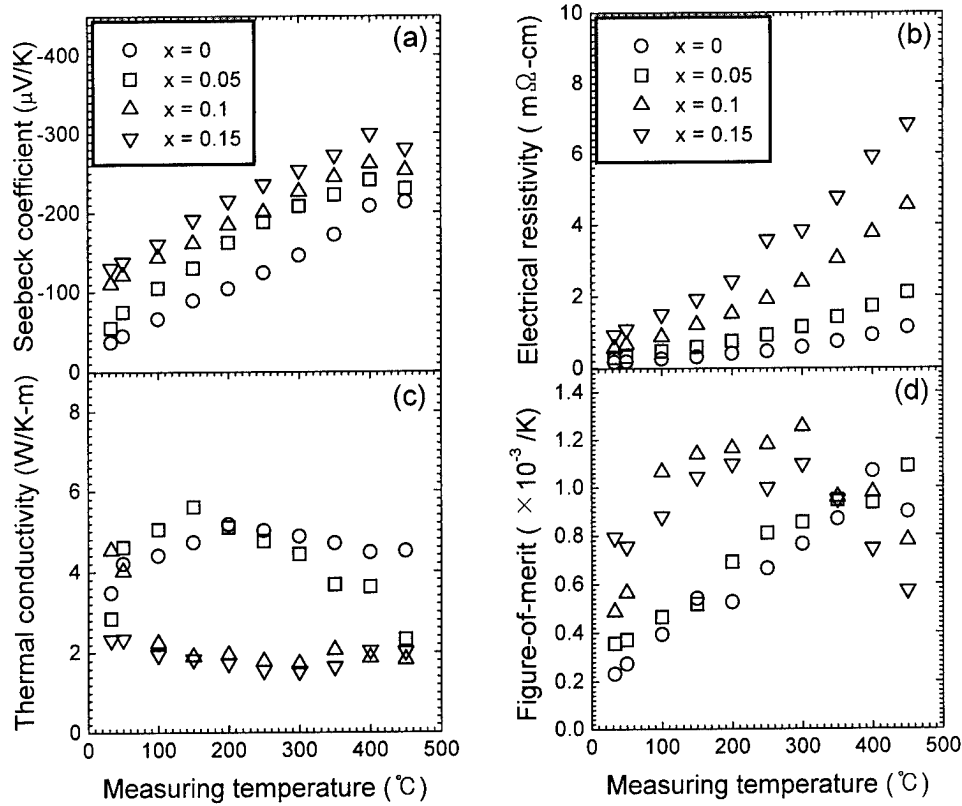 (a)
x = 0
x = 0.05
x = 0.1
x = 0.15
-400
-300
-200
-100
0
Seebeck coefficient (μV/K)
(b)
x = 0
x = 0.05
x = 0.1
x = 0.15
10
8
6
4
2
0
Electrical resistivity ( mΩ-cm)
(c)
8
6
4
2
0
Thermal conductivity (W/K-m)
0 100 200 300 400 500
Measuring temperature (℃)
(d)
1.4
1.2
1.0
0.8
0.6
0.4
0.2
0.0
Figure-of-merit ( ×10⁻³ /K)
0 100 200 300 400 500
Measuring temperature (℃)